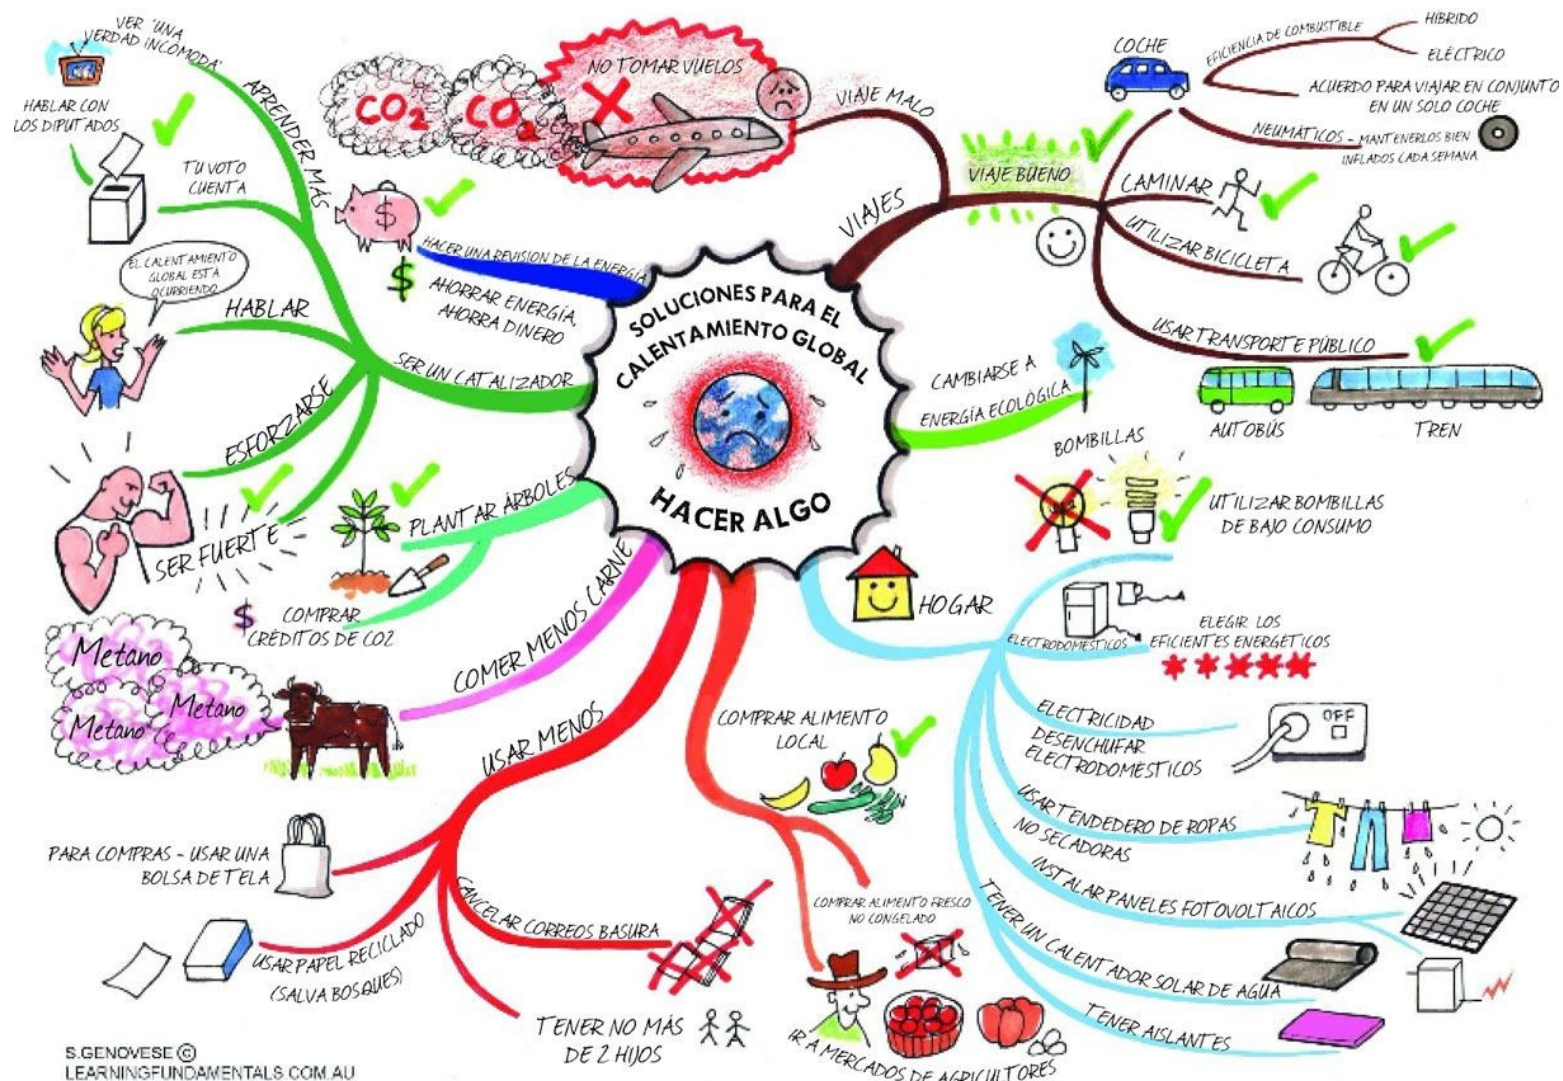 SOLUCIONES PARA EL
CALENTAMIENTO GLOBAL
HACER ALGO
VIAJES
VIAJE MALO
NO TOMAR VUELOS
CO2
CO2
VIAJE BUENO
COCHE
EFICIENCIA DE COMBUSTIBLE
HÍBRIDO
ELÉCTRICO
ACUERDO PARA VIAJAR EN CONJUNTO
EN UN SOLO COCHE
NEUMÁTICOS - MANTENERLOS BIEN
INFLADOS CADA SEMANA
CAMINAR
UTILIZAR BICICLETA
USAR TRANSPORTE PÚBLICO
AUTOBÚS
TREN
CAMBIARSE A
ENERGÍA ECOLÓGICA
HOGAR
BOMBILLAS
UTILIZAR BOMBILLAS
DE BAJO CONSUMO
ELECTRODOMÉSTICOS
ELEGIR LOS
EFICIENTES ENERGÉTICOS
ELECTRICIDAD
DESENCHUFAR
ELECTRODOMÉSTICOS
OFF
USAR TENDEDERO DE ROPAS
NO SECADORAS
INSTALAR PANELES FOTOVOLTAICOS
TENER UN CALENTADOR SOLAR DE AGUA
TENER AISLANTES
COMPRAR ALIMENTO
LOCAL
COMPRAR ALIMENTO FRESCO
NO CONGELADO
IR A MERCADOS DE AGRICULTORES
USAR MENOS
PARA COMPRAS - USAR UNA
BOLSA DE TELA
USAR PAPEL RECICLADO
(SALVA BOSQUES)
CANCELAR CORREOS BASURA
TENER NO MÁS
DE 2 HIJOS
COMER MENOS CARNE
Metano
Metano
Metano
PLANTAR ÁRBOLES
$
COMPRAR
CRÉDITOS DE CO2
SER UN CATALIZADOR
APRENDER MÁS
VER 'UNA
VERDAD INCÓMODA'
TU VOTO
CUENTA
HABLAR CON
LOS DIPUTADOS
HABLAR
EL CALENTAMIENTO
GLOBAL ESTÁ
OCURRIENDO
ESFORZARSE
SER FUERTE
HACER UNA REVISION DE LA ENERGÍA
$
$
AHORRAR ENERGÍA,
AHORRA DINERO
S.GENOVESE ©
LEARNINGFUNDAMENTALS.COM.AU